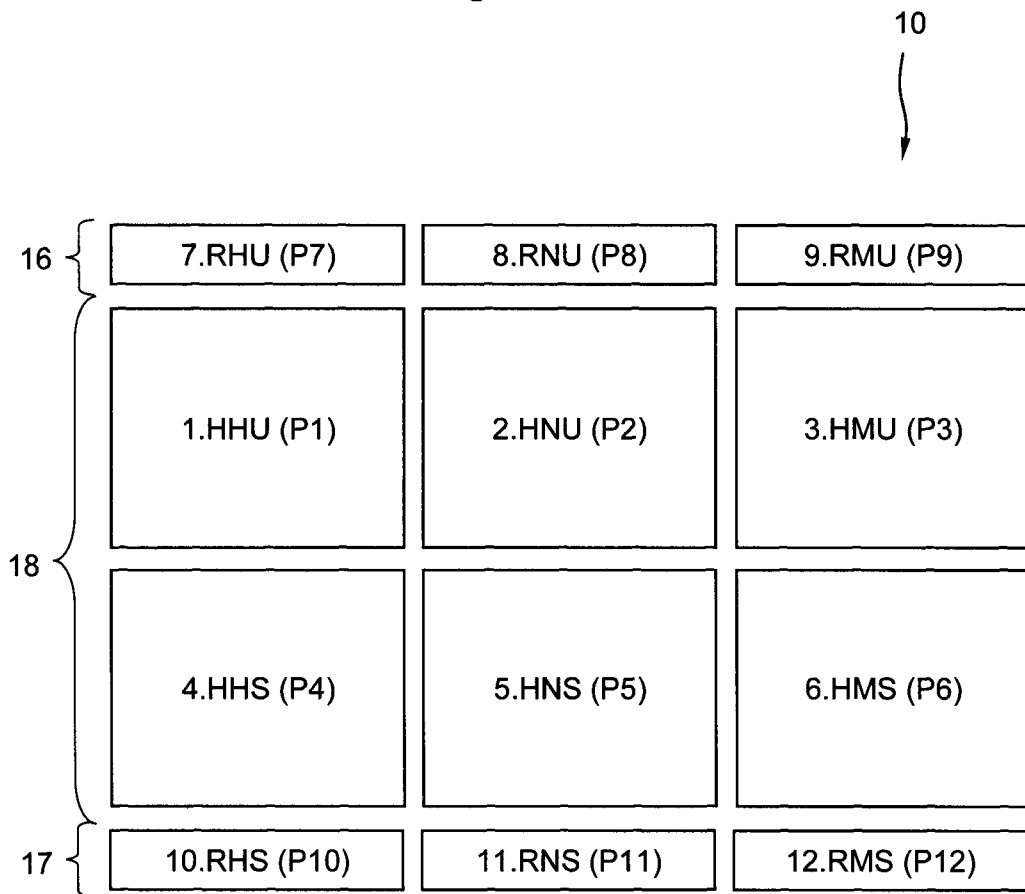 10
16
7.RHU (P7) 8.RNU (P8) 9.RMU (P9)
1.HHU (P1) 2.HNU (P2) 3.HMU (P3)
18
4.HHS (P4) 5.HNS (P5) 6.HMS (P6)
17
10.RHS (P10) 11.RNS (P11) 12.RMS (P12)